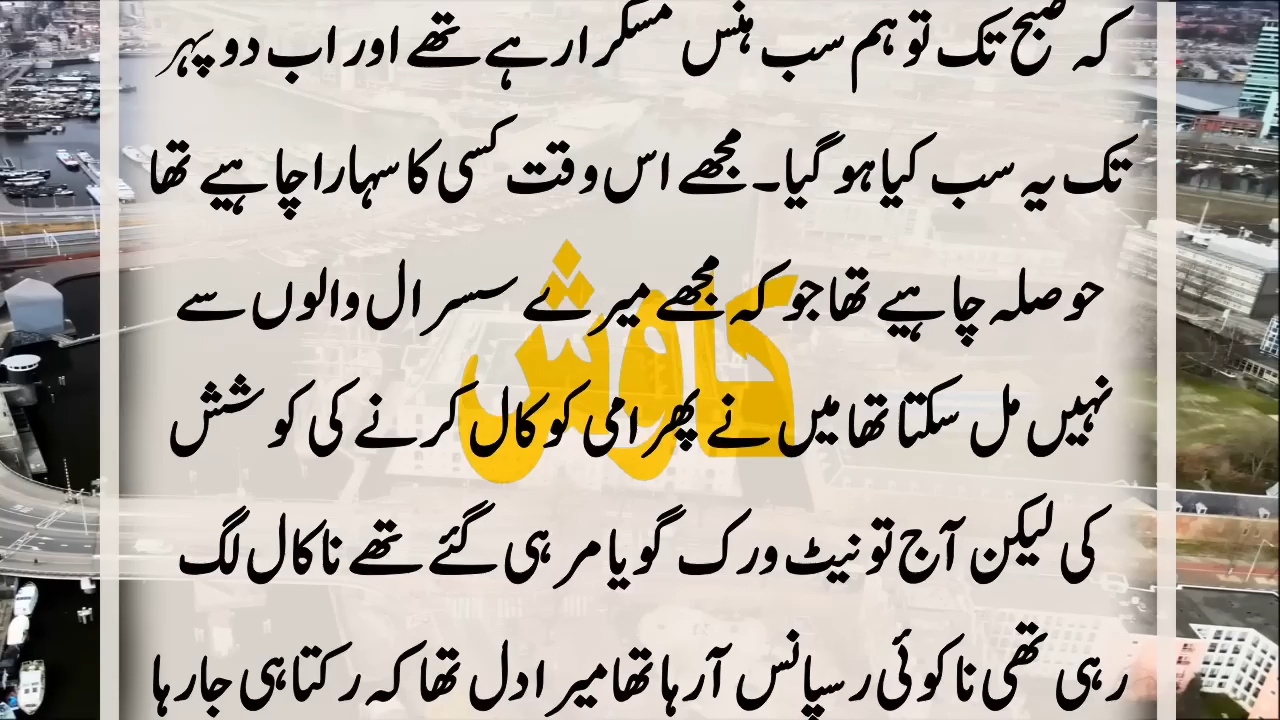 کہ صبح تک تو ہم سب ہنس مسکرا رہے تھے اور اب دوپہر
تک یہ سب کیا ہو گیا۔ مجھے اس وقت کسی کا سہارا چاہیے تھا
حوصلہ چاہیے تھا جو کہ مجھے میرے سسرال والوں سے
نہیں مل سکتا تھا میں نے پھر امی کو کال کرنے کی کوشش
کی لیکن آج تو نیٹ ورک گویا مر ہی گئے تھے نا کال لگ
رہی تھی نا کوئی رسپانس آ رہا تھا میرا دل تھا کہ رکتا ہی جا رہا
کاوش